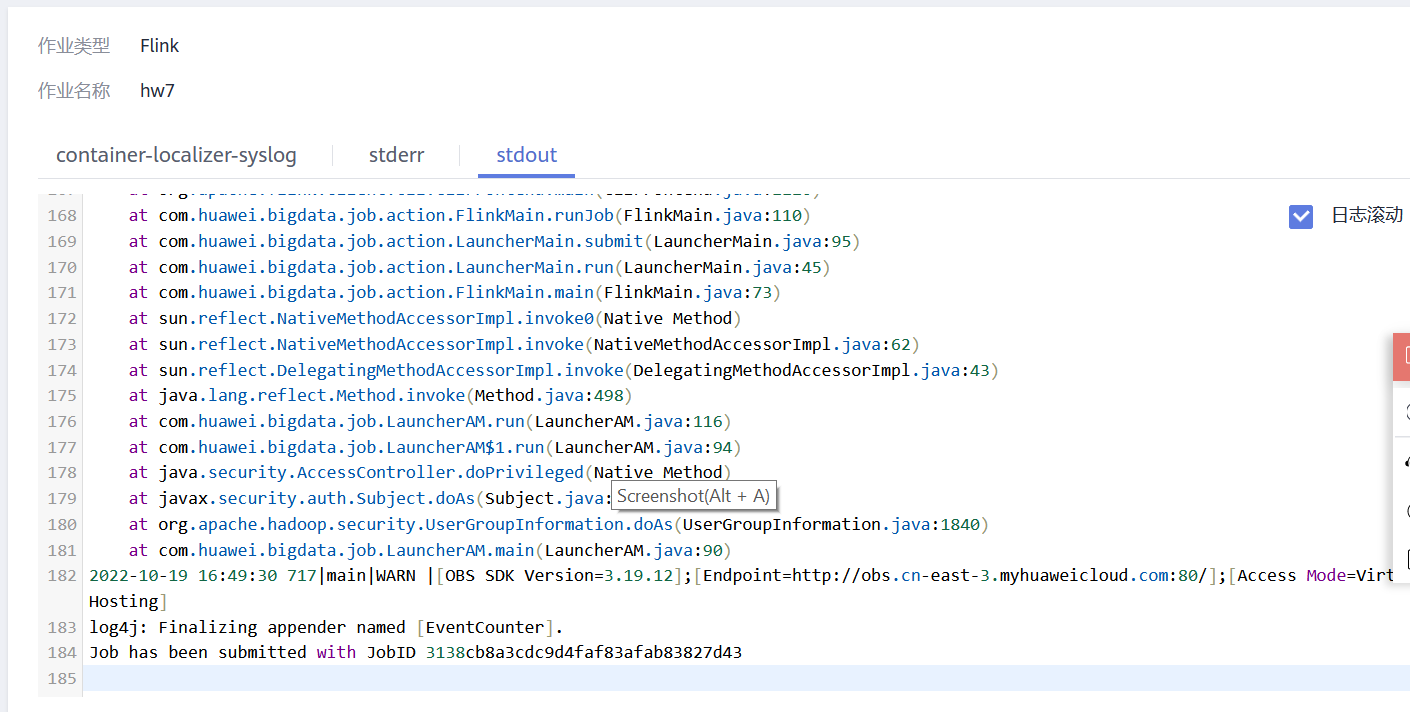 作业类型 Flink
作业名称 hw7
container-localizer-syslog stderr stdout
日志滚动
168 at com.huawei.bigdata.job.action.FlinkMain.runJob(FlinkMain.java:110)
169 at com.huawei.bigdata.job.action.LauncherMain.submit(LauncherMain.java:95)
170 at com.huawei.bigdata.job.action.LauncherMain.run(LauncherMain.java:45)
171 at com.huawei.bigdata.job.action.FlinkMain.main(FlinkMain.java:73)
172 at sun.reflect.NativeMethodAccessorImpl.invoke0(Native Method)
173 at sun.reflect.NativeMethodAccessorImpl.invoke(NativeMethodAccessorImpl.java:62)
174 at sun.reflect.DelegatingMethodAccessorImpl.invoke(DelegatingMethodAccessorImpl.java:43)
175 at java.lang.reflect.Method.invoke(Method.java:498)
176 at com.huawei.bigdata.job.LauncherAM.run(LauncherAM.java:116)
177 at com.huawei.bigdata.job.LauncherAM$1.run(LauncherAM.java:94)
178 at java.security.AccessController.doPrivileged(Native Method)
179 at javax.security.auth.Subject.doAs(Subject.java:
Screenshot(Alt + A)
180 at org.apache.hadoop.security.UserGroupInformation.doAs(UserGroupInformation.java:1840)
181 at com.huawei.bigdata.job.LauncherAM.main(LauncherAM.java:90)
182 2022-10-19 16:49:30 717|main|WARN |[OBS SDK Version=3.19.12];[Endpoint=http://obs.cn-east-3.myhuaweicloud.com:80/];[Access Mode=Virt
Hosting]
183 log4j: Finalizing appender named [EventCounter].
184 Job has been submitted with JobID 3138cb8a3cdc9d4faf83afab83827d43
185